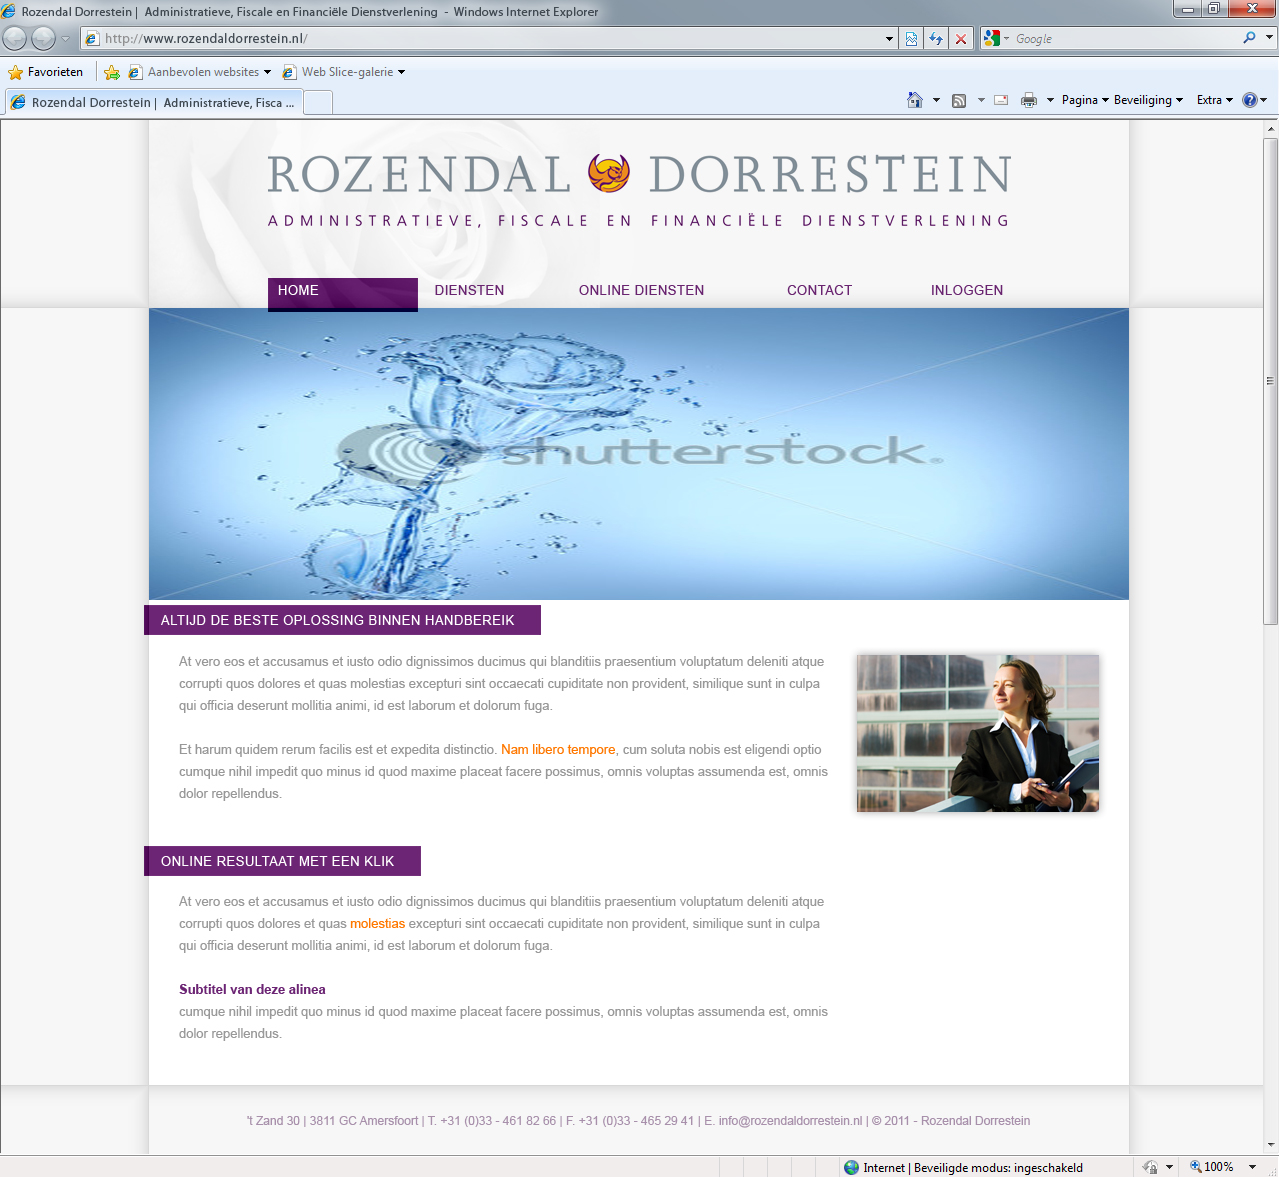 Rozendal Dorrestein | Administratieve, Fiscale en Financiële Dienstverlening - Windows Internet Explorer
http://www.rozendaldorrestein.nl/
Google
Favorieten
Aanbevolen websites
Web Slice-galerie
Rozendal Dorrestein | Administratieve, Fisca ...
Pagina
Beveiliging
Extra
ROZENDAL DORRESTEIN
ADMINISTRATIEVE, FISCALE EN FINANCIËLE DIENSTVERLENING
HOME
DIENSTEN
ONLINE DIENSTEN
CONTACT
INLOGGEN
shutterstock
ALTIJD DE BESTE OPLOSSING BINNEN HANDBEREIK
At vero eos et accusamus et iusto odio dignissimos ducimus qui blanditiis praesentium voluptatum deleniti atque
corrupti quos dolores et quas molestias excepturi sint occaecati cupiditate non provident, similique sunt in culpa
qui officia deserunt mollitia animi, id est laborum et dolorum fuga.
Et harum quidem rerum facilis est et expedita distinctio. Nam libero tempore, cum soluta nobis est eligendi optio
cumque nihil impedit quo minus id quod maxime placeat facere possimus, omnis voluptas assumenda est, omnis
dolor repellendus.
ONLINE RESULTAAT MET EEN KLIK
At vero eos et accusamus et iusto odio dignissimos ducimus qui blanditiis praesentium voluptatum deleniti atque
corrupti quos dolores et quas molestias excepturi sint occaecati cupiditate non provident, similique sunt in culpa
qui officia deserunt mollitia animi, id est laborum et dolorum fuga.
Subtitel van deze alinea
cumque nihil impedit quo minus id quod maxime placeat facere possimus, omnis voluptas assumenda est, omnis
dolor repellendus.
't Zand 30 | 3811 GC Amersfoort | T. +31 (0)33 - 461 82 66 | F. +31 (0)33 - 465 29 41 | E. info@rozendaldorrestein.nl | © 2011 - Rozendal Dorrestein
Internet | Beveiligde modus: ingeschakeld
100%